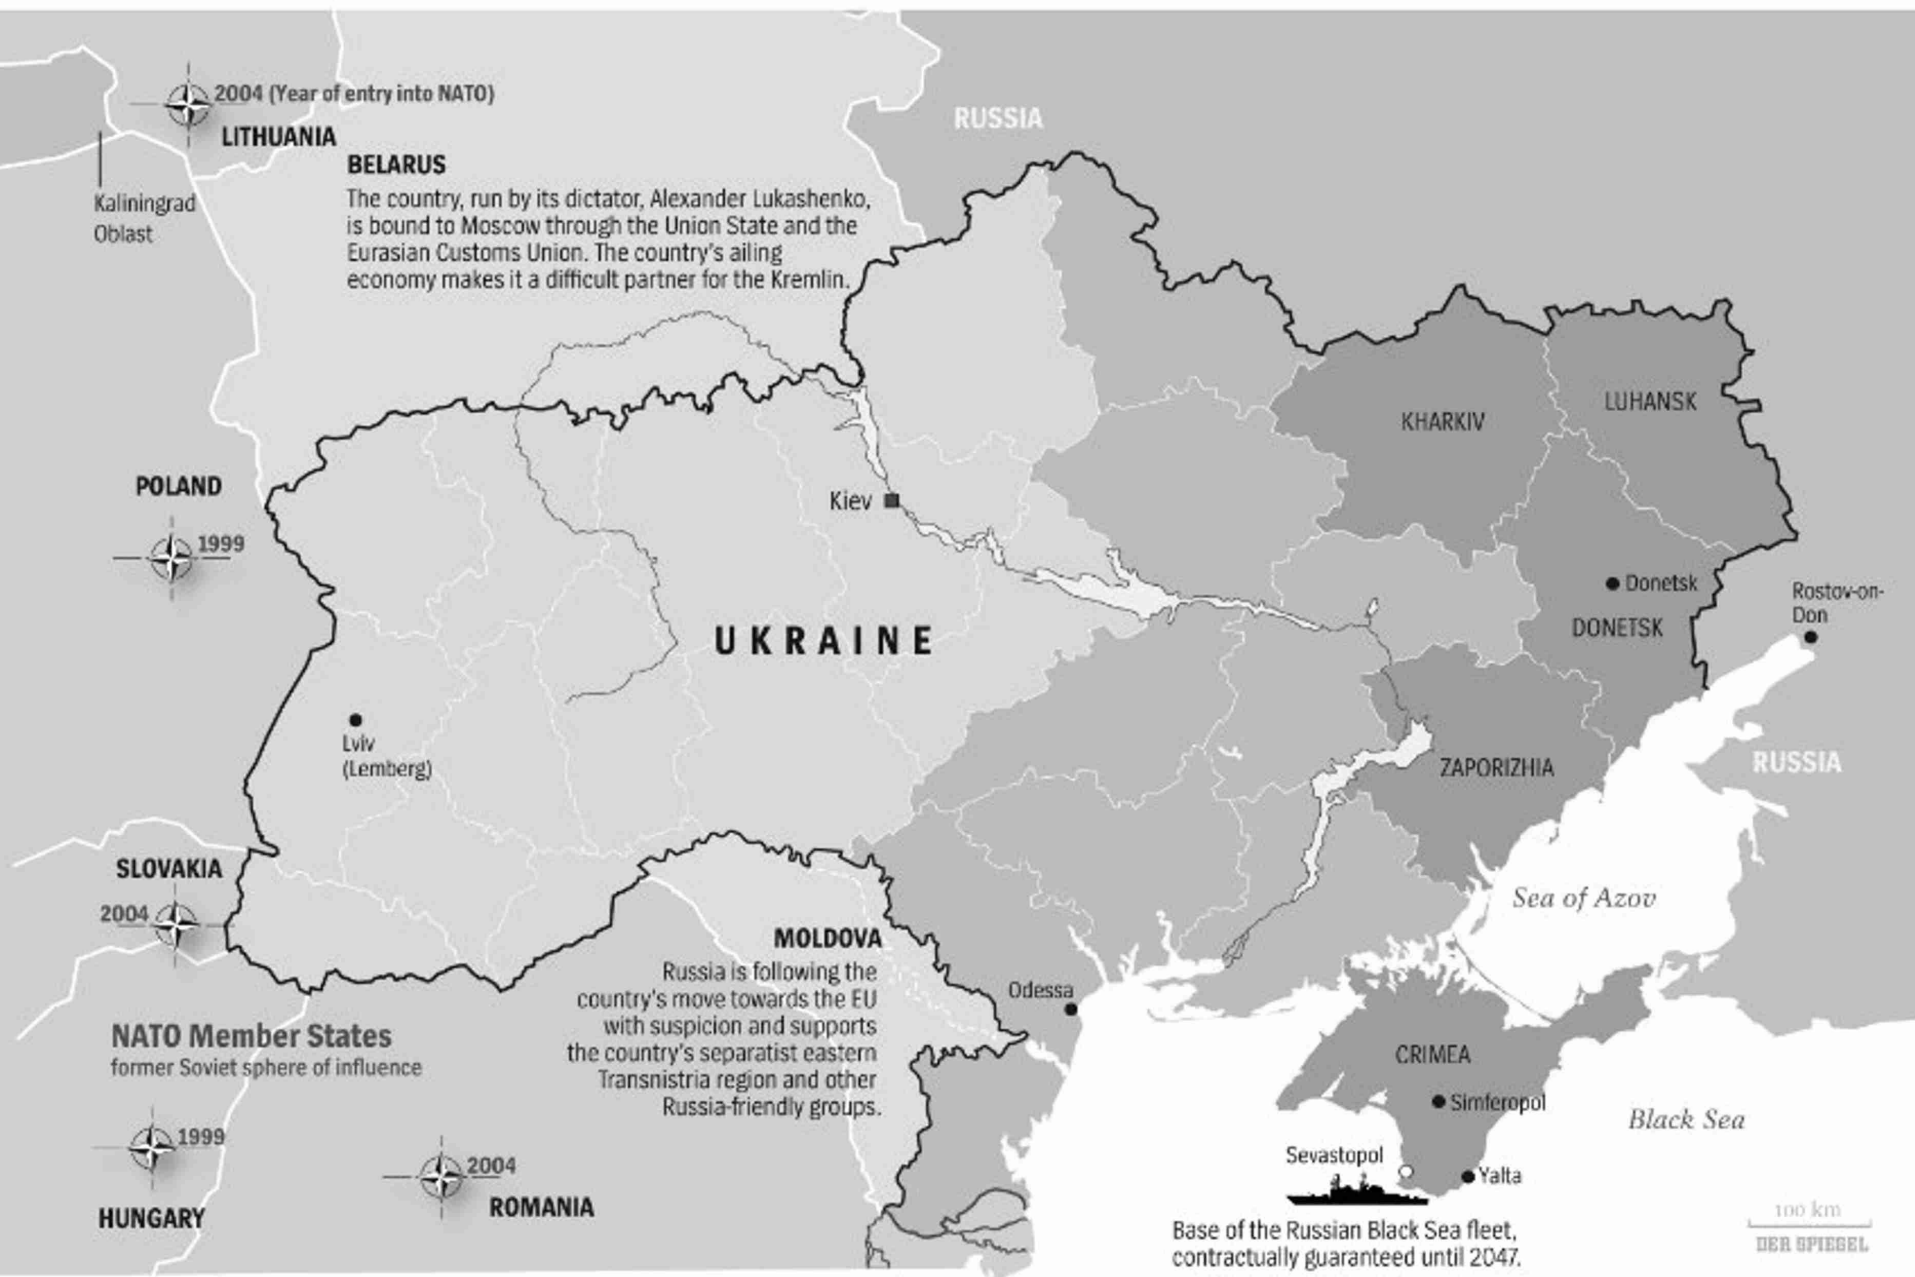 2004 (Year of entry into NATO)
LITHUANIA
Kaliningrad
Oblast
BELARUS
The country, run by its dictator, Alexander Lukashenko,
is bound to Moscow through the Union State and the
Eurasian Customs Union. The country's ailing
economy makes it a difficult partner for the Kremlin.
RUSSIA
KHARKIV
LUHANSK
POLAND
1999
Kiev
UKRAINE
Donetsk
DONETSK
Rostov-on-
Don
Lviv
(Lemberg)
ZAPORIZHIA
RUSSIA
SLOVAKIA
2004
Sea of Azov
MOLDOVA
Russia is following the
country's move towards the EU
with suspicion and supports
the country's separatist eastern
Transnistria region and other
Russia-friendly groups.
Odessa
NATO Member States
former Soviet sphere of influence
CRIMEA
Simferopol
Black Sea
1999
HUNGARY
2004
ROMANIA
Sevastopol
Yalta
Base of the Russian Black Sea fleet,
contractually guaranteed until 2047.
100 km
DER SPIEGEL